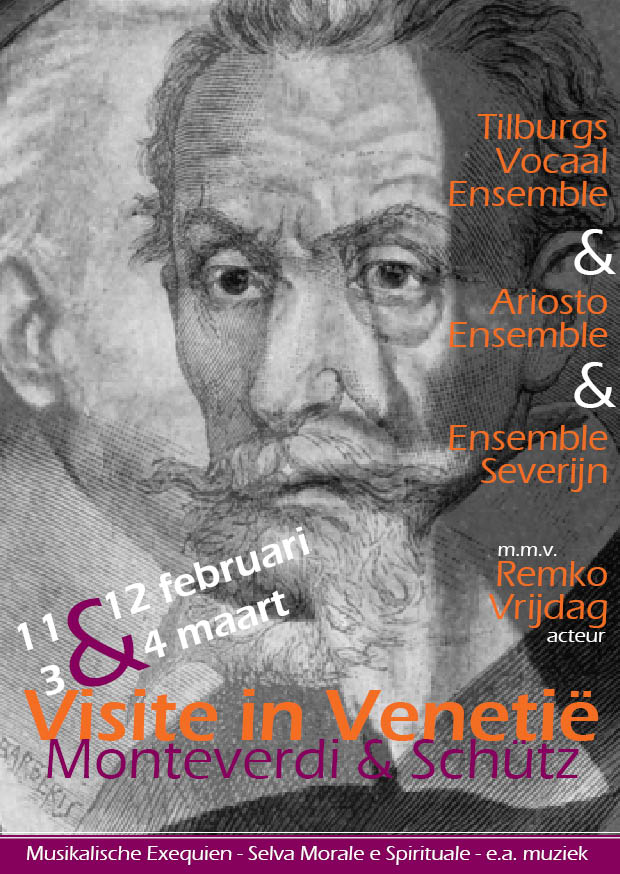 Tilburgs
Vocaal
Ensemble
&
Ariosto
Ensemble
&
Ensemble
Severijn
m.m.v.
Remko
Vrijdag
acteur
11 & 12 februari
3 & 4 maart
Visite in Venetië
Monteverdi & Schütz
Musikalische Exequien - Selva Morale e Spirituale - e.a. muziek